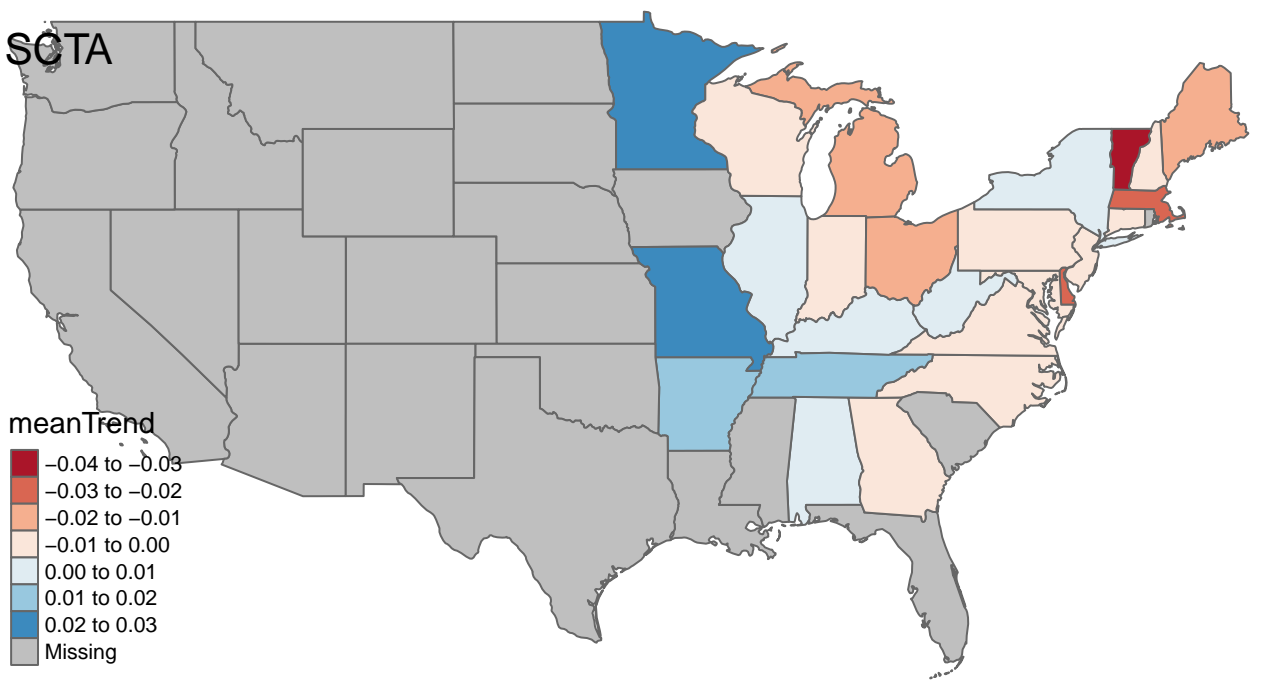 SCTA
meanTrend
−0.04 to −0.03
−0.03 to −0.02
−0.02 to −0.01
−0.01 to 0.00
0.00 to 0.01
0.01 to 0.02
0.02 to 0.03
Missing